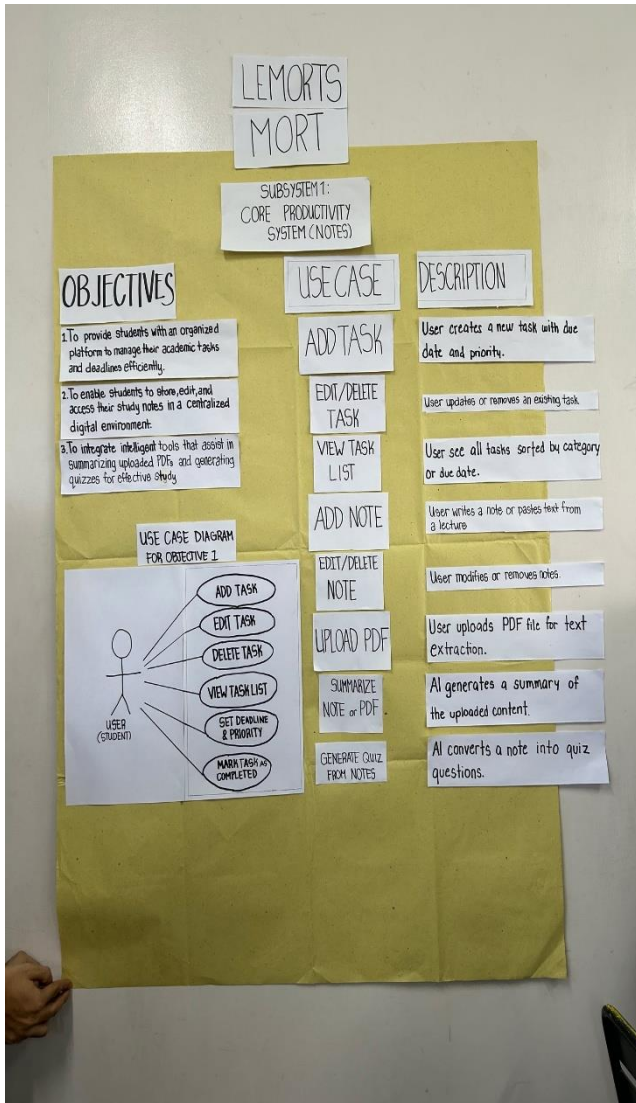 LEMORTS
MORT
SUBSYSTEM 1:
CORE PRODUCTIVITY
SYSTEM (NOTES)
OBJECTIVES
1. To provide students with an organized
platform to manage their academic tasks
and deadlines efficiently.
2. To enable students to store, edit, and
access their study notes in a centralized
digital environment.
3. To integrate intelligent tools that assist in
summarizing uploaded PDFs and generating
quizzes for effective study
USE CASE DIAGRAM
FOR OBJECTIVE 1
USER
(STUDENT)
ADD TASK
EDIT TASK
DELETE TASK
VIEW TASK LIST
SET DEADLINE
& PRIORITY
MARK TASK AS
COMPLETED
USE CASE
DESCRIPTION
ADD TASK
User creates a new task with due
date and priority.
EDIT/DELETE
TASK
User updates or removes an existing task
VIEW TASK
LIST
User see all tasks sorted by category
or due date.
ADD NOTE
User writes a note or pastes text from
a lecture
EDIT/DELETE
NOTE
User modifies or removes notes.
UPLOAD PDF
User uploads PDF file for text
extraction.
SUMMARIZE
NOTE or PDF
AI generates a summary of
the uploaded content.
GENERATE QUIZ
FROM NOTES
AI converts a note into quiz
questions.